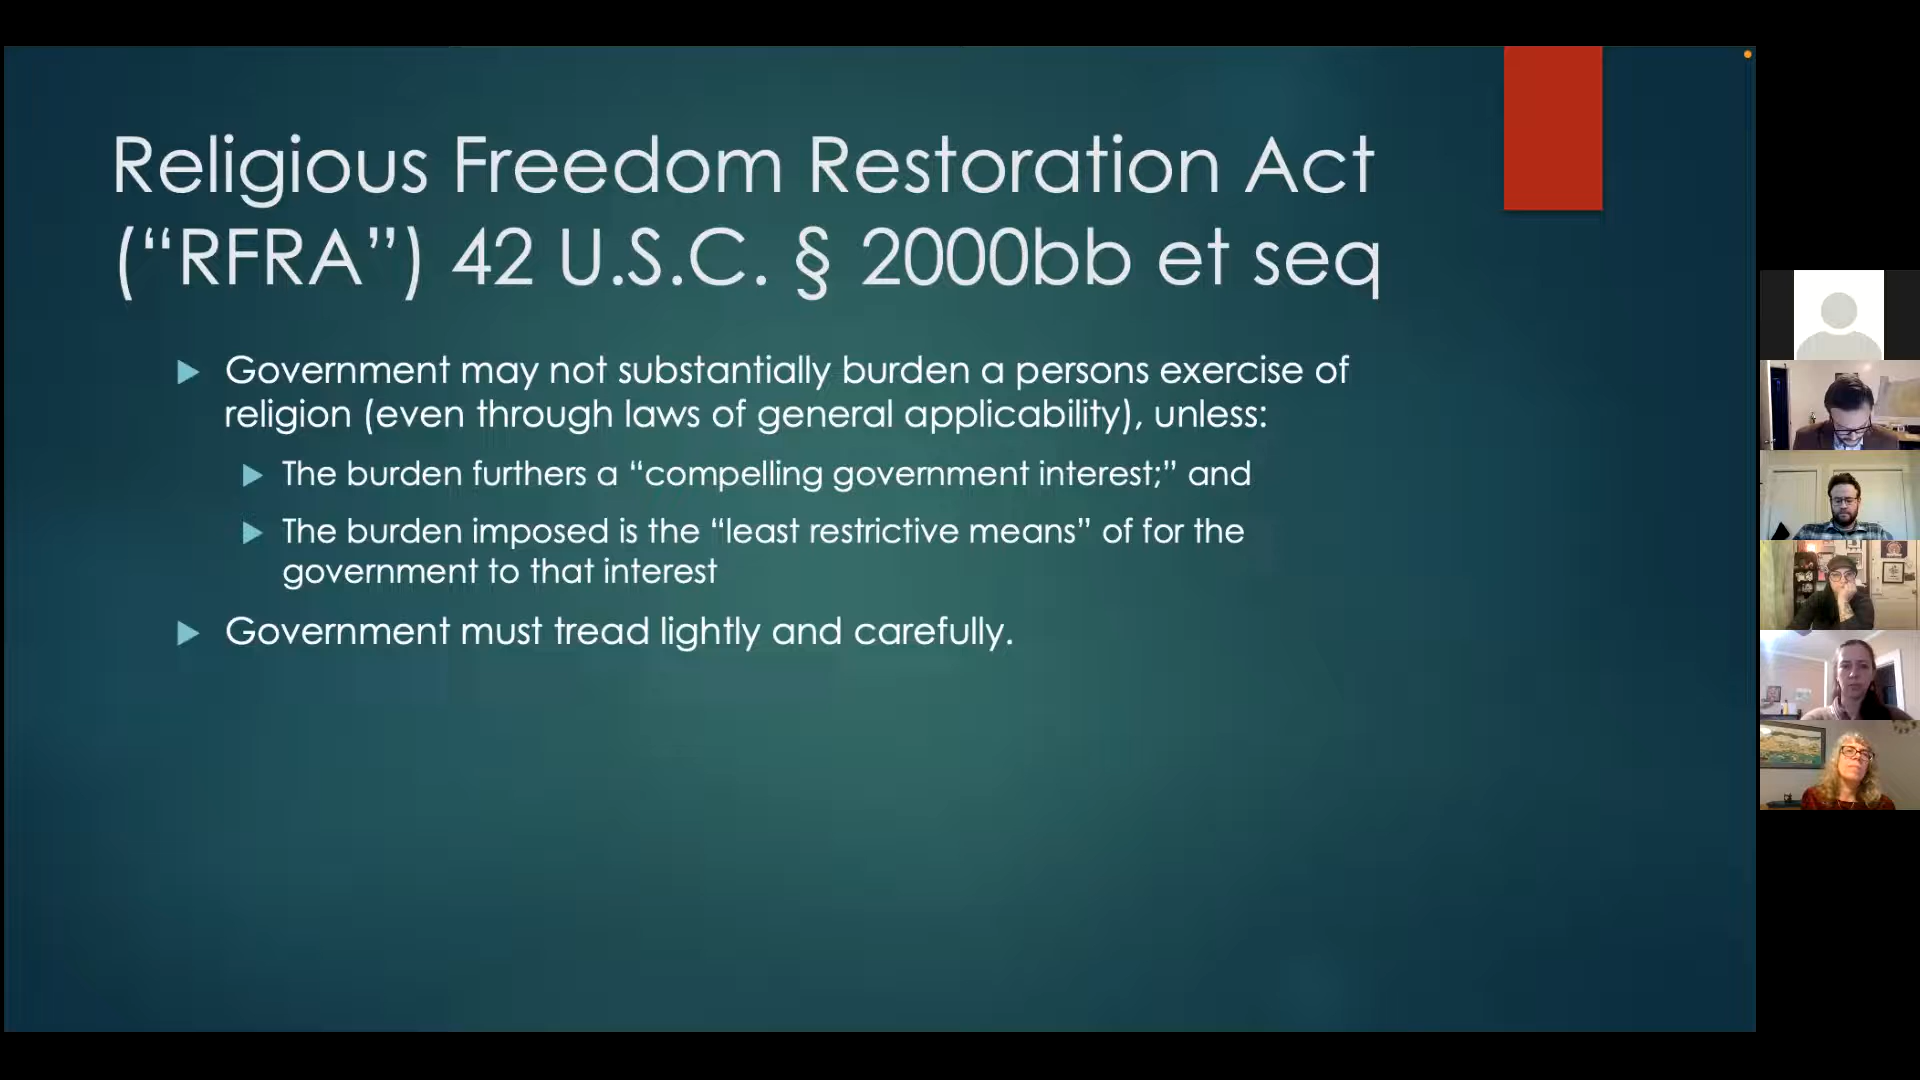 Religious Freedom Restoration Act
(“RFRA”) 42 U.S.C. § 2000bb et seq
Government may not substantially burden a persons exercise of
religion (even through laws of general applicability), unless:
The burden furthers a “compelling government interest;” and
The burden imposed is the “least restrictive means” of for the
government to that interest
Government must tread lightly and carefully.